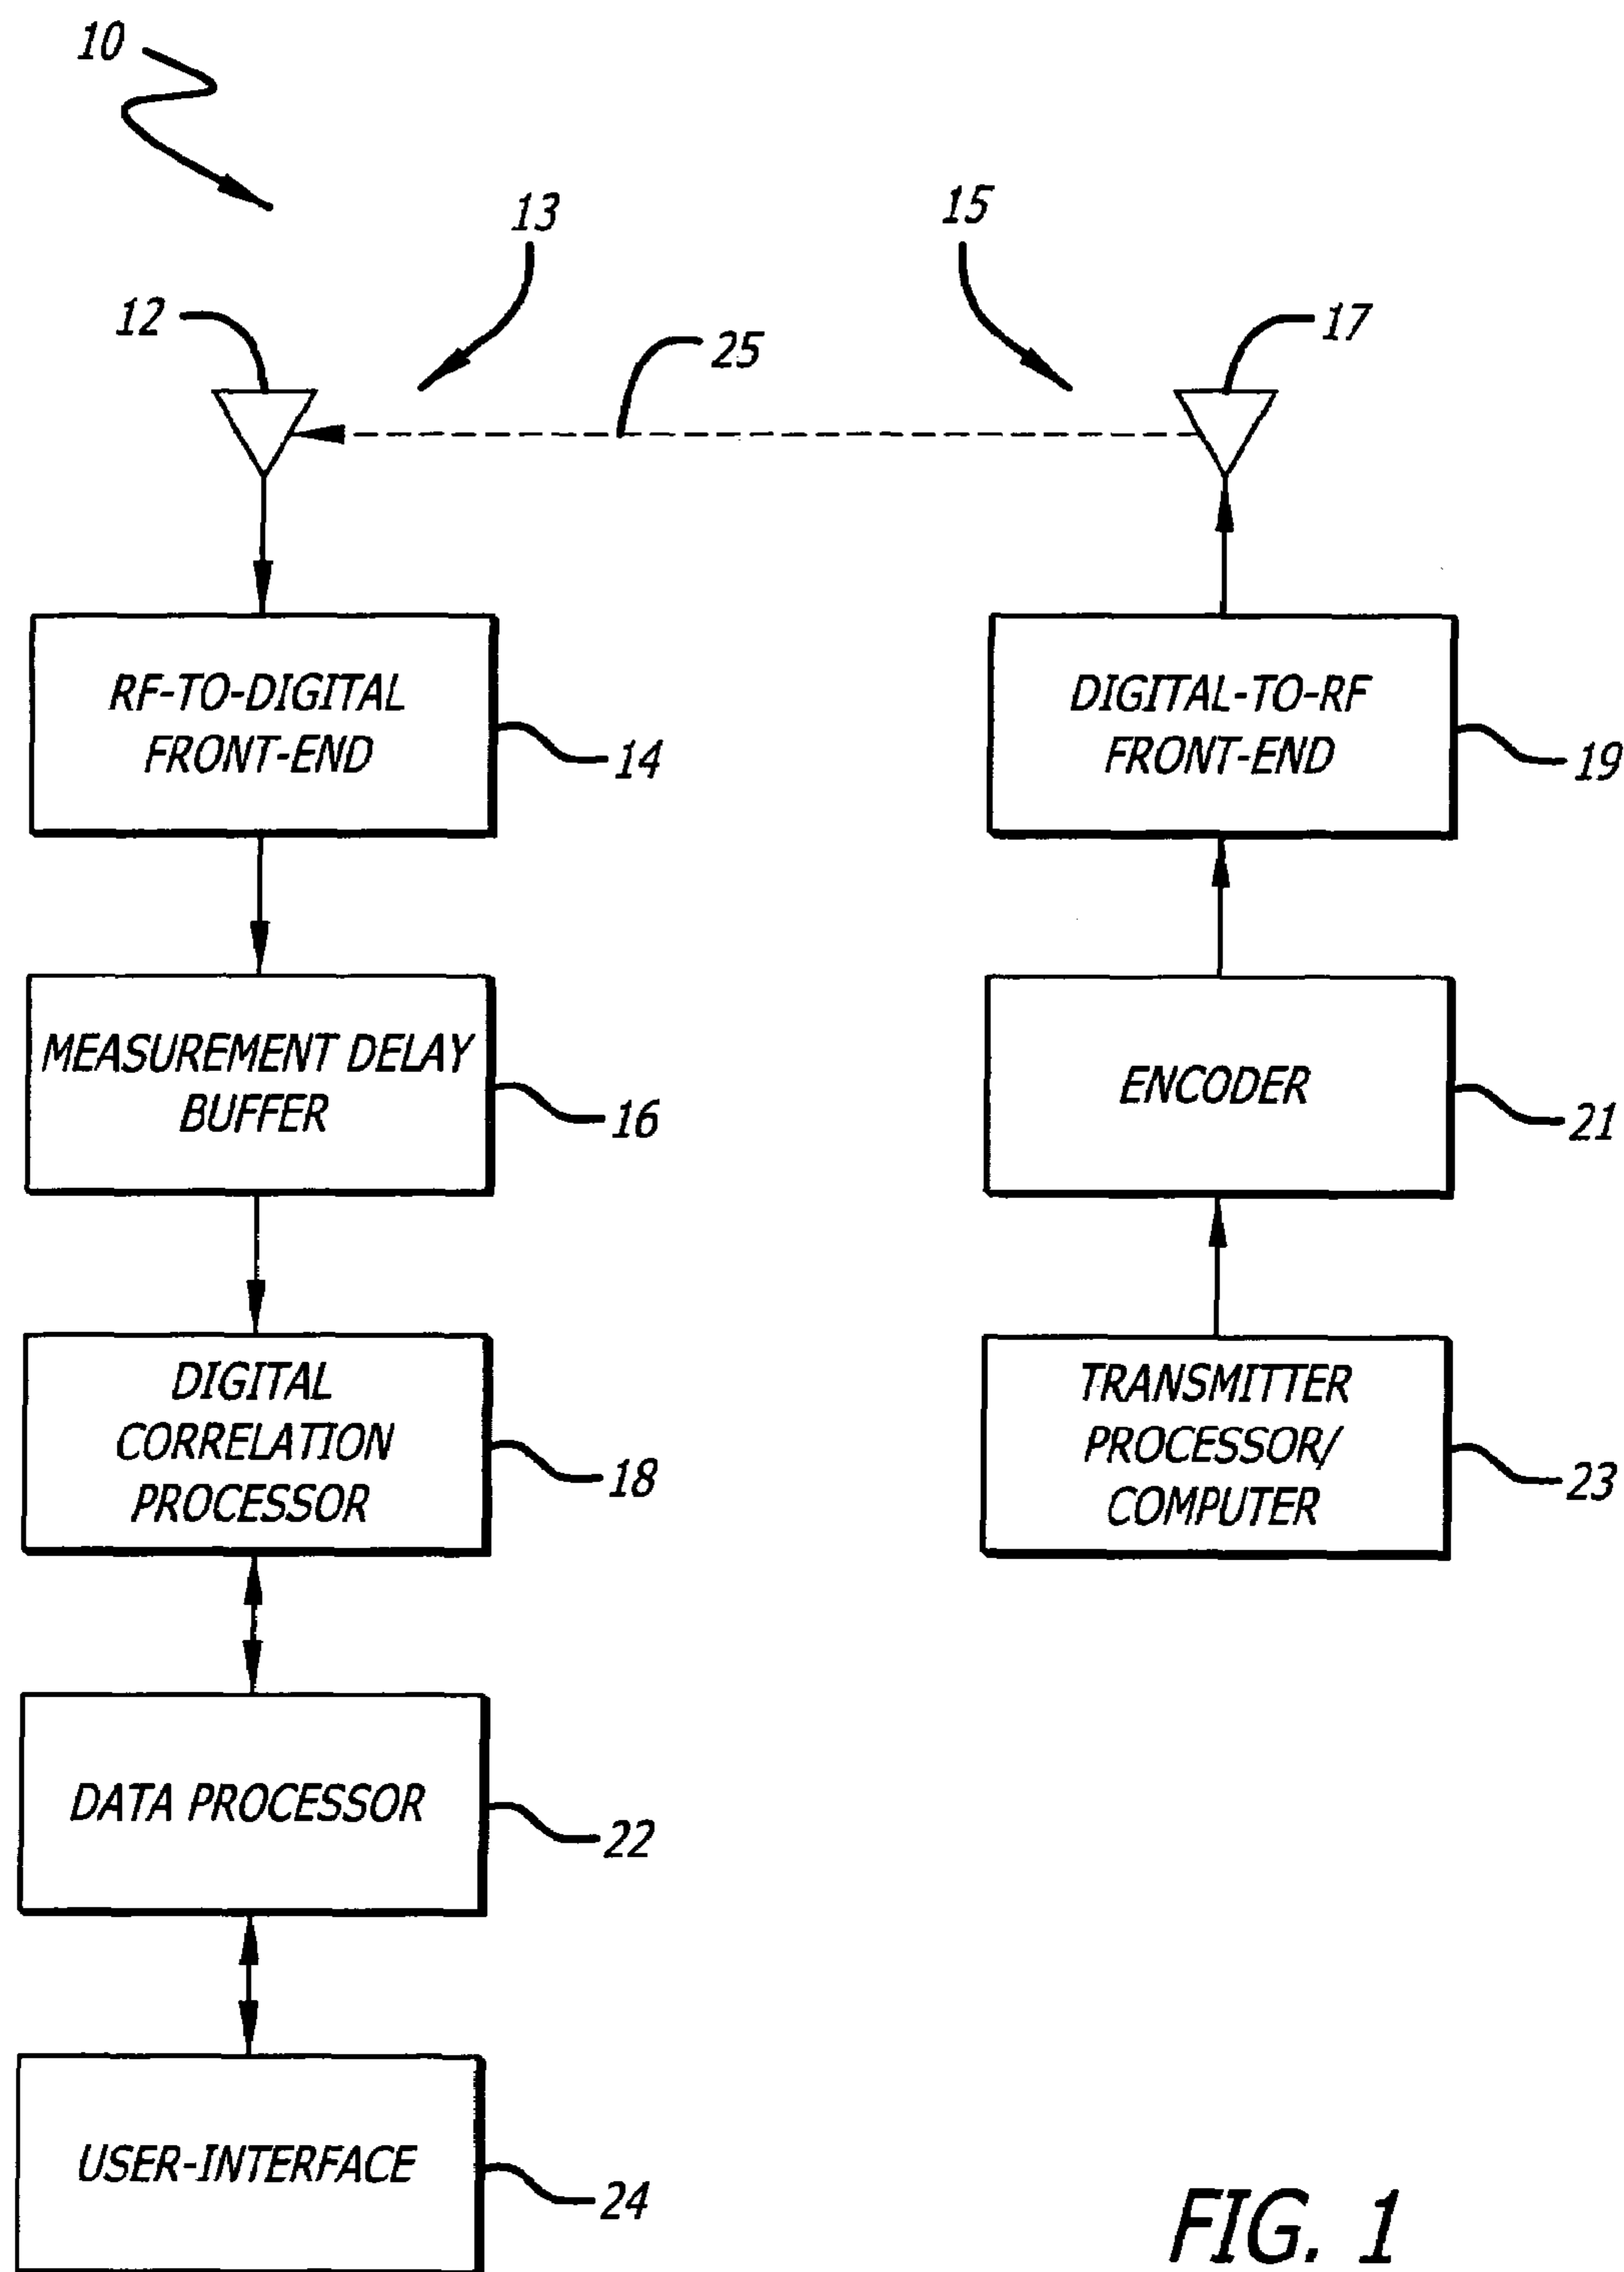 10
13
15
12
25
17
RF-TO-DIGITAL
FRONT-END
14
DIGITAL-TO-RF
FRONT-END
19
MEASUREMENT DELAY
BUFFER
16
ENCODER
21
DIGITAL
CORRELATION
PROCESSOR
18
TRANSMITTER
PROCESSOR/
COMPUTER
23
DATA PROCESSOR
22
USER-INTERFACE
24
FIG. 1